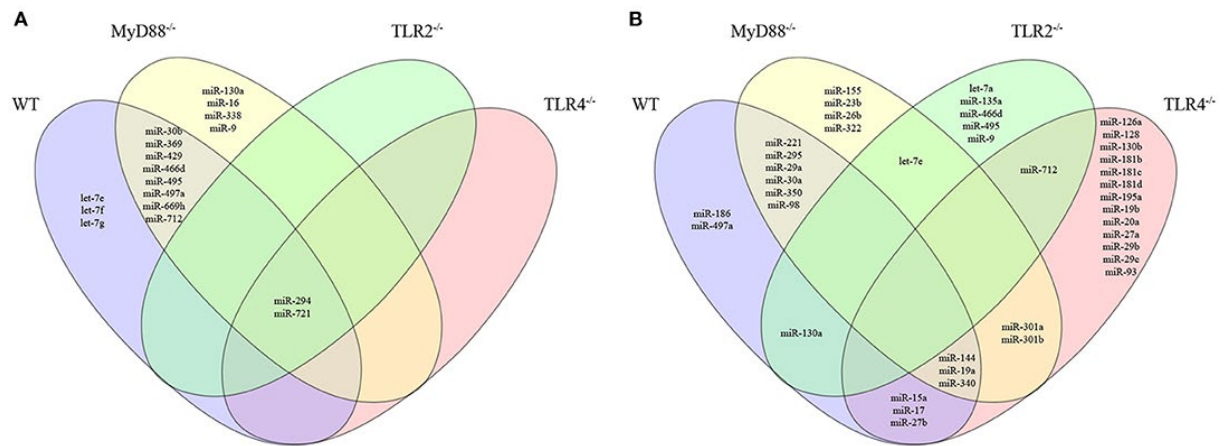 A
MyD88-/-
TLR2-/-
WT
TLR4-/-
miR-130a
miR-16
miR-338
miR-9
miR-30b
miR-369
miR-429
miR-466d
miR-495
miR-497a
miR-669h
miR-712
let-7e
let-7f
let-7g
miR-294
miR-721
B
MyD88-/-
TLR2-/-
WT
TLR4-/-
miR-155
miR-23b
miR-26b
miR-322
let-7a
miR-135a
miR-466d
miR-495
miR-9
miR-126a
miR-128
miR-130b
miR-181b
miR-181c
miR-181d
miR-195a
miR-19b
miR-20a
miR-27a
miR-29b
miR-29c
miR-93
miR-221
miR-295
miR-29a
miR-30a
miR-350
miR-98
let-7e
miR-712
miR-186
miR-497a
miR-130a
miR-301a
miR-301b
miR-144
miR-19a
miR-340
miR-15a
miR-17
miR-27b